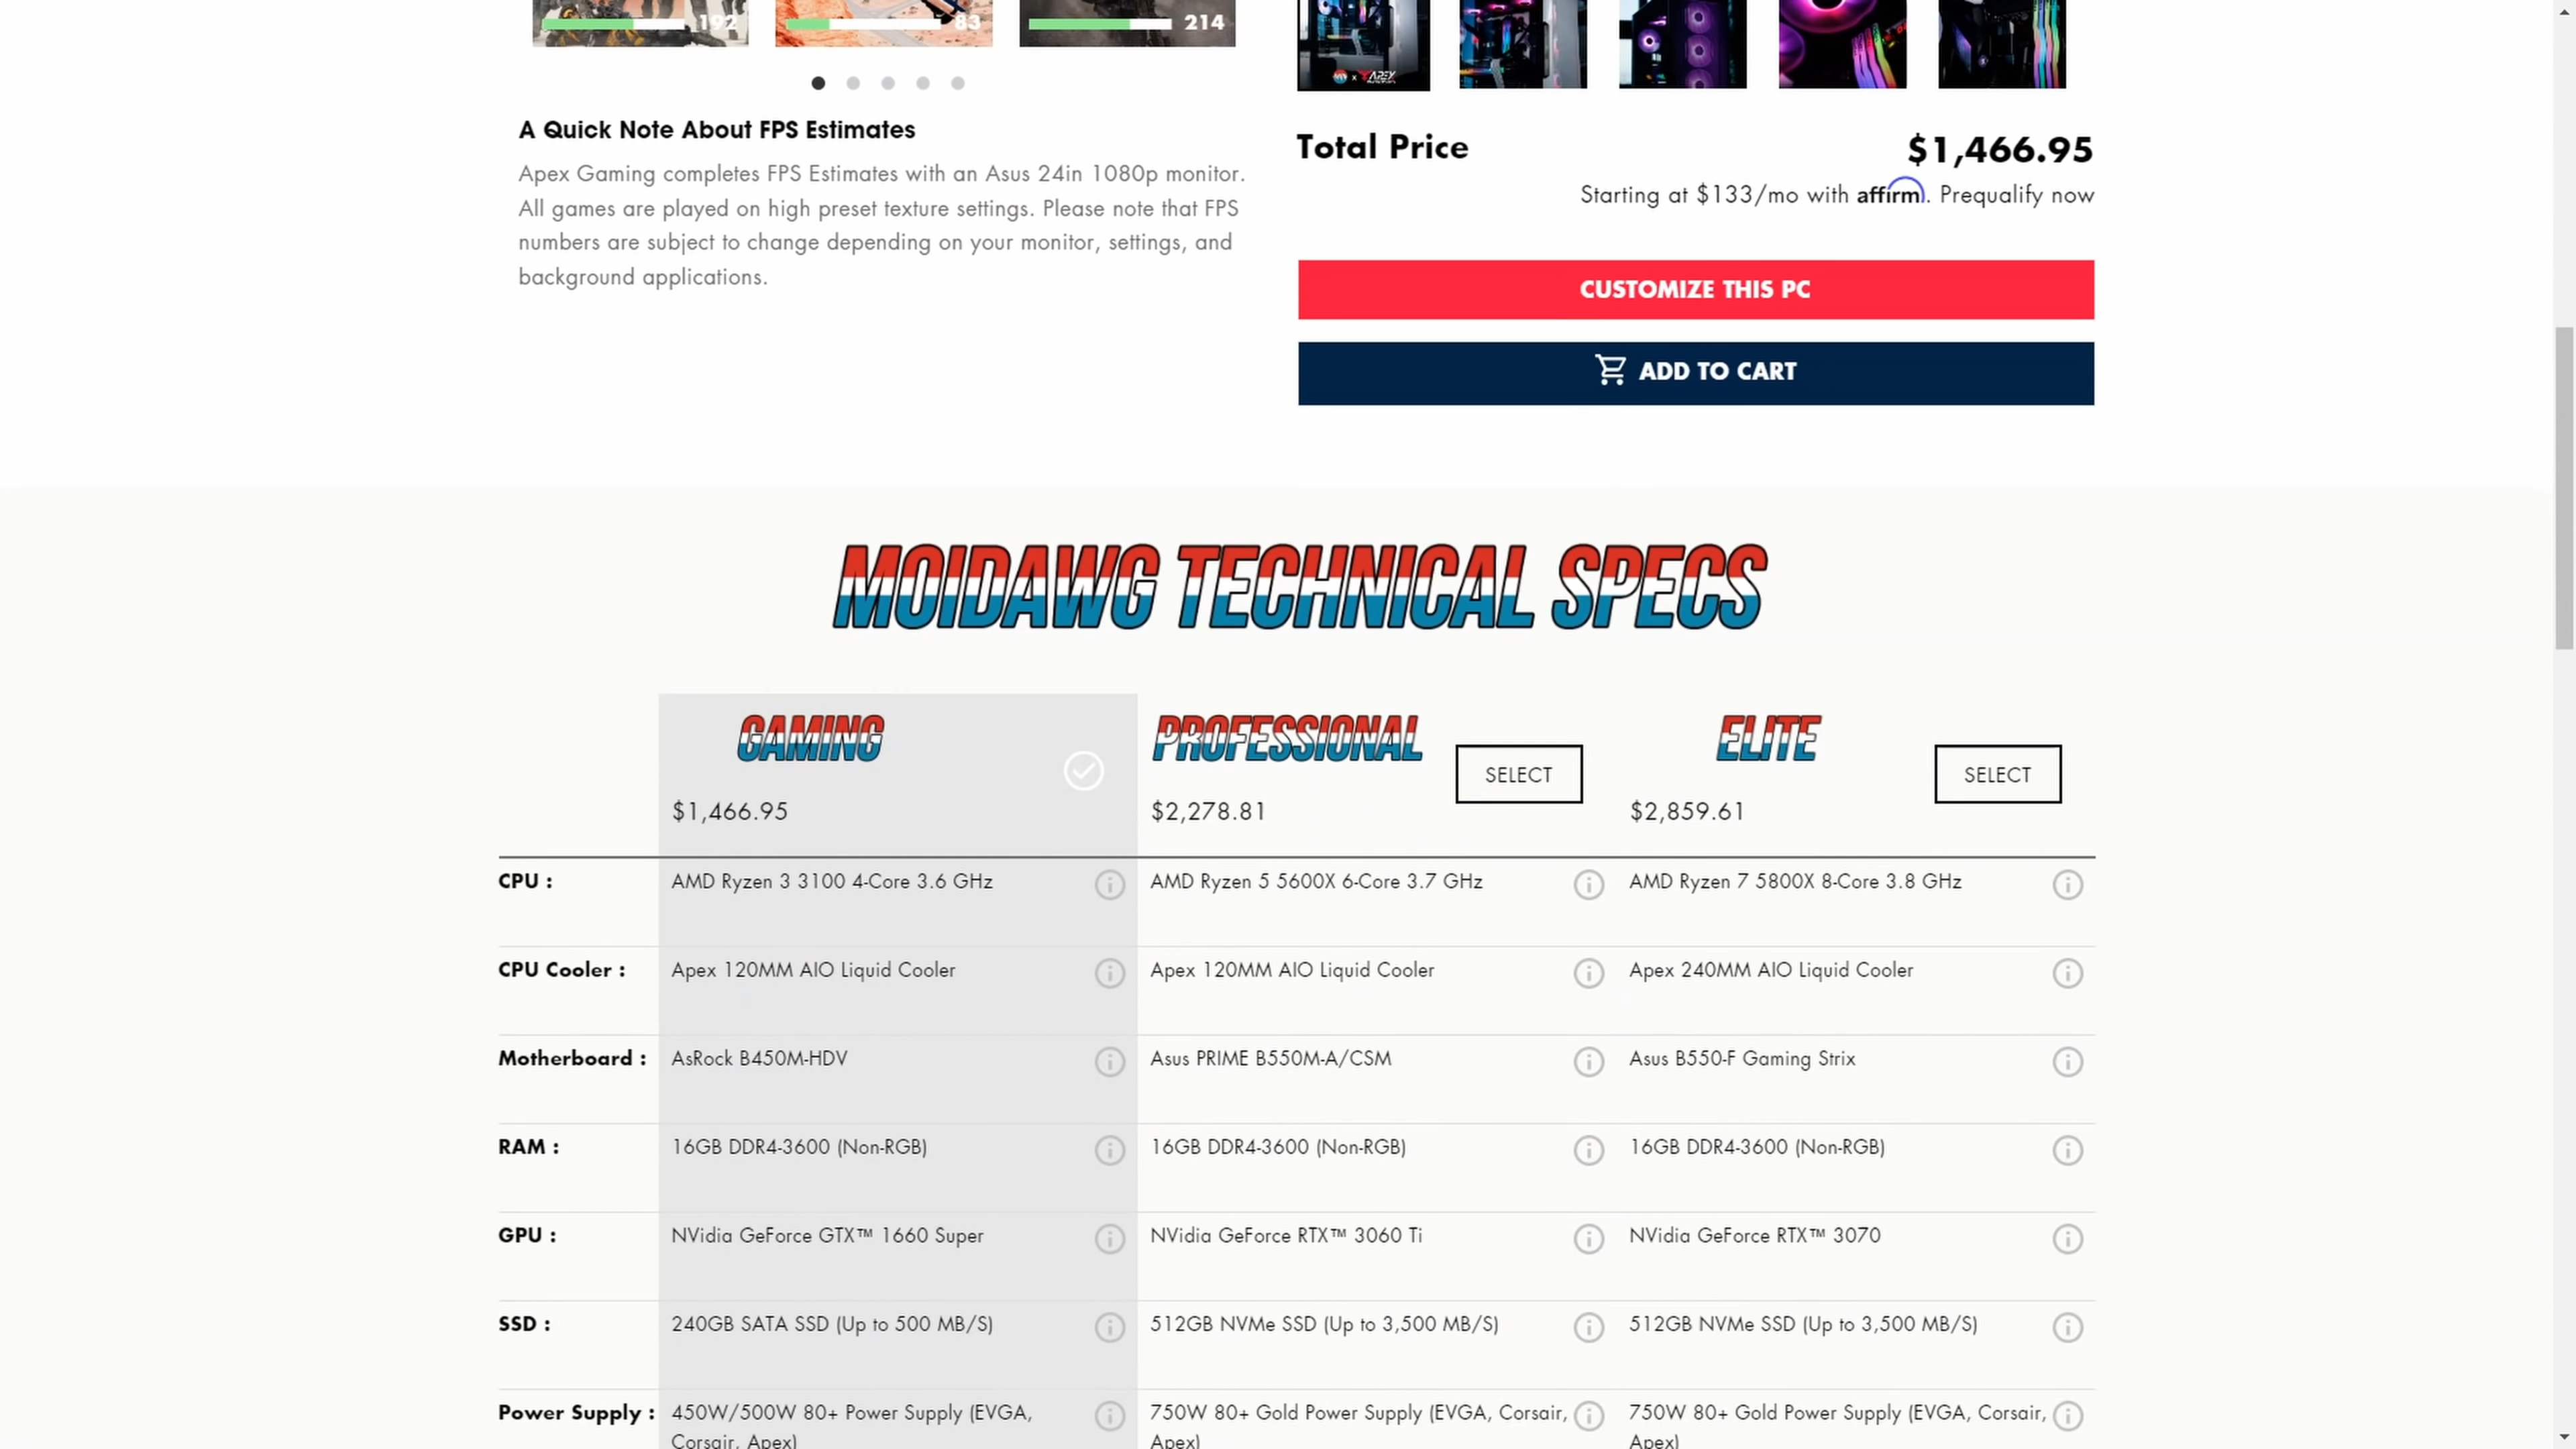 192
83
214
x APEX
A Quick Note About FPS Estimates
Apex Gaming completes FPS Estimates with an Asus 24in 1080p monitor.
All games are played on high preset texture settings. Please note that FPS
numbers are subject to change depending on your monitor, settings, and
background applications.
Total Price
$1,466.95
Starting at $133/mo with affirm. Prequalify now
CUSTOMIZE THIS PC
ADD TO CART
MOIDAWG TECHNICAL SPECS
GAMING
PROFESSIONAL
SELECT
ELITE
SELECT
$1,466.95
$2,278.81
$2,859.61
CPU :
AMD Ryzen 3 3100 4-Core 3.6 GHz
AMD Ryzen 5 5600X 6-Core 3.7 GHz
AMD Ryzen 7 5800X 8-Core 3.8 GHz
CPU Cooler :
Apex 120MM AIO Liquid Cooler
Apex 120MM AIO Liquid Cooler
Apex 240MM AIO Liquid Cooler
Motherboard :
AsRock B450M-HDV
Asus PRIME B550M-A/CSM
Asus B550-F Gaming Strix
RAM :
16GB DDR4-3600 (Non-RGB)
16GB DDR4-3600 (Non-RGB)
16GB DDR4-3600 (Non-RGB)
GPU :
NVidia GeForce GTX™ 1660 Super
NVidia GeForce RTX™ 3060 Ti
NVidia GeForce RTX™ 3070
SSD :
240GB SATA SSD (Up to 500 MB/S)
512GB NVMe SSD (Up to 3,500 MB/S)
512GB NVMe SSD (Up to 3,500 MB/S)
Power Supply :
450W/500W 80+ Power Supply (EVGA,
Corsair, Apex)
750W 80+ Gold Power Supply (EVGA, Corsair,
Apex)
750W 80+ Gold Power Supply (EVGA, Corsair,
Apex)